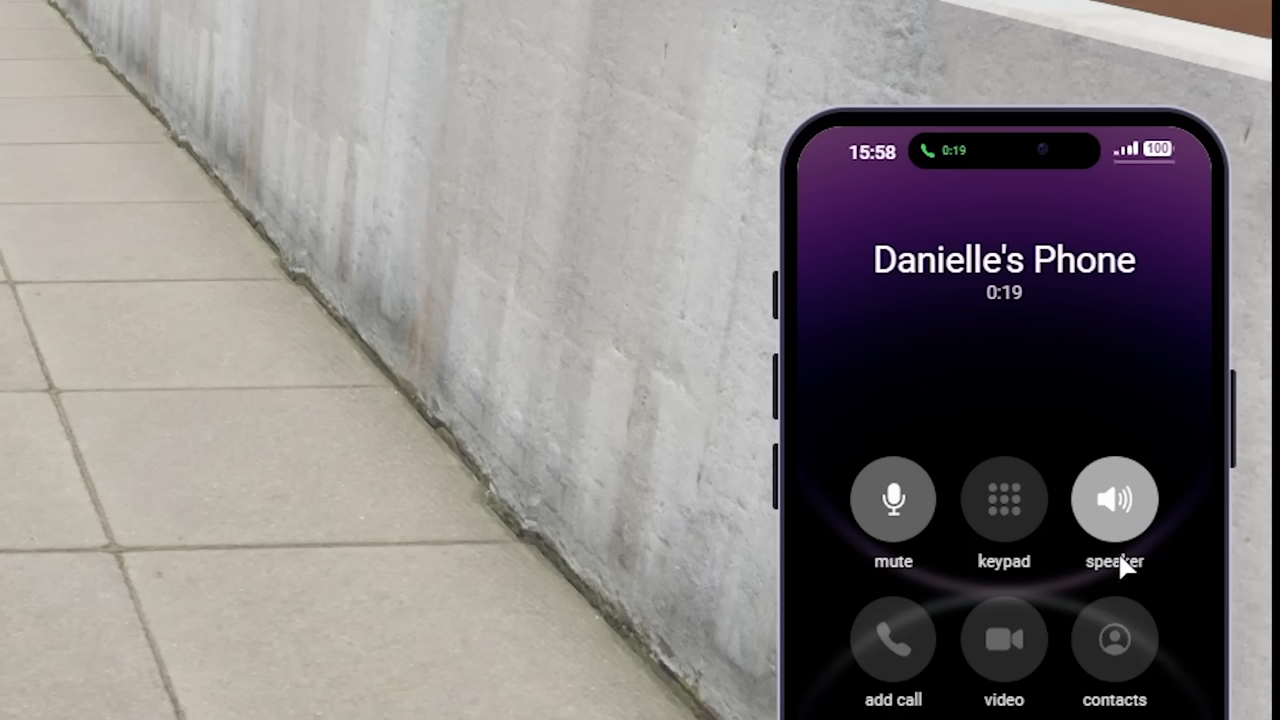 15:58 0:19 100
Danielle's Phone
0:19
mute keypad speaker
add call video contacts